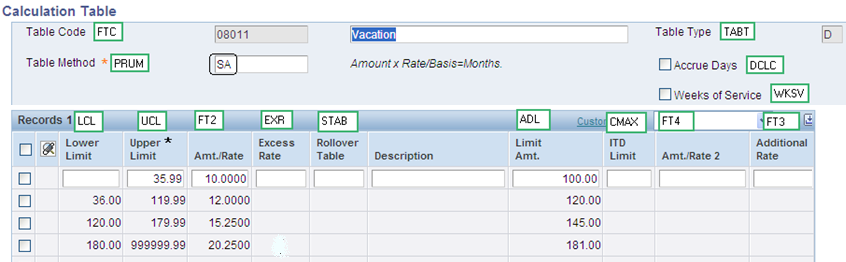 Calculation Table
Table Code FTC 08011 Vacation Table Type TABT D
Table Method * PRUM SA Amount x Rate/Basis=Months. Accrue Days DCLC
Weeks of Service WKSV
Records 1 LCL UCL FT2 EXR STAB ADL Custo CMAX FT4 FT3
Lower Limit Upper * Limit Amt./Rate Excess Rate Rollover Table Description Limit Amt. ITD Limit Amt./Rate 2 Additional Rate
35.99 10.0000 100.00
36.00 119.99 12.0000 120.00
120.00 179.99 15.2500 145.00
180.00 999999.99 20.2500 181.00